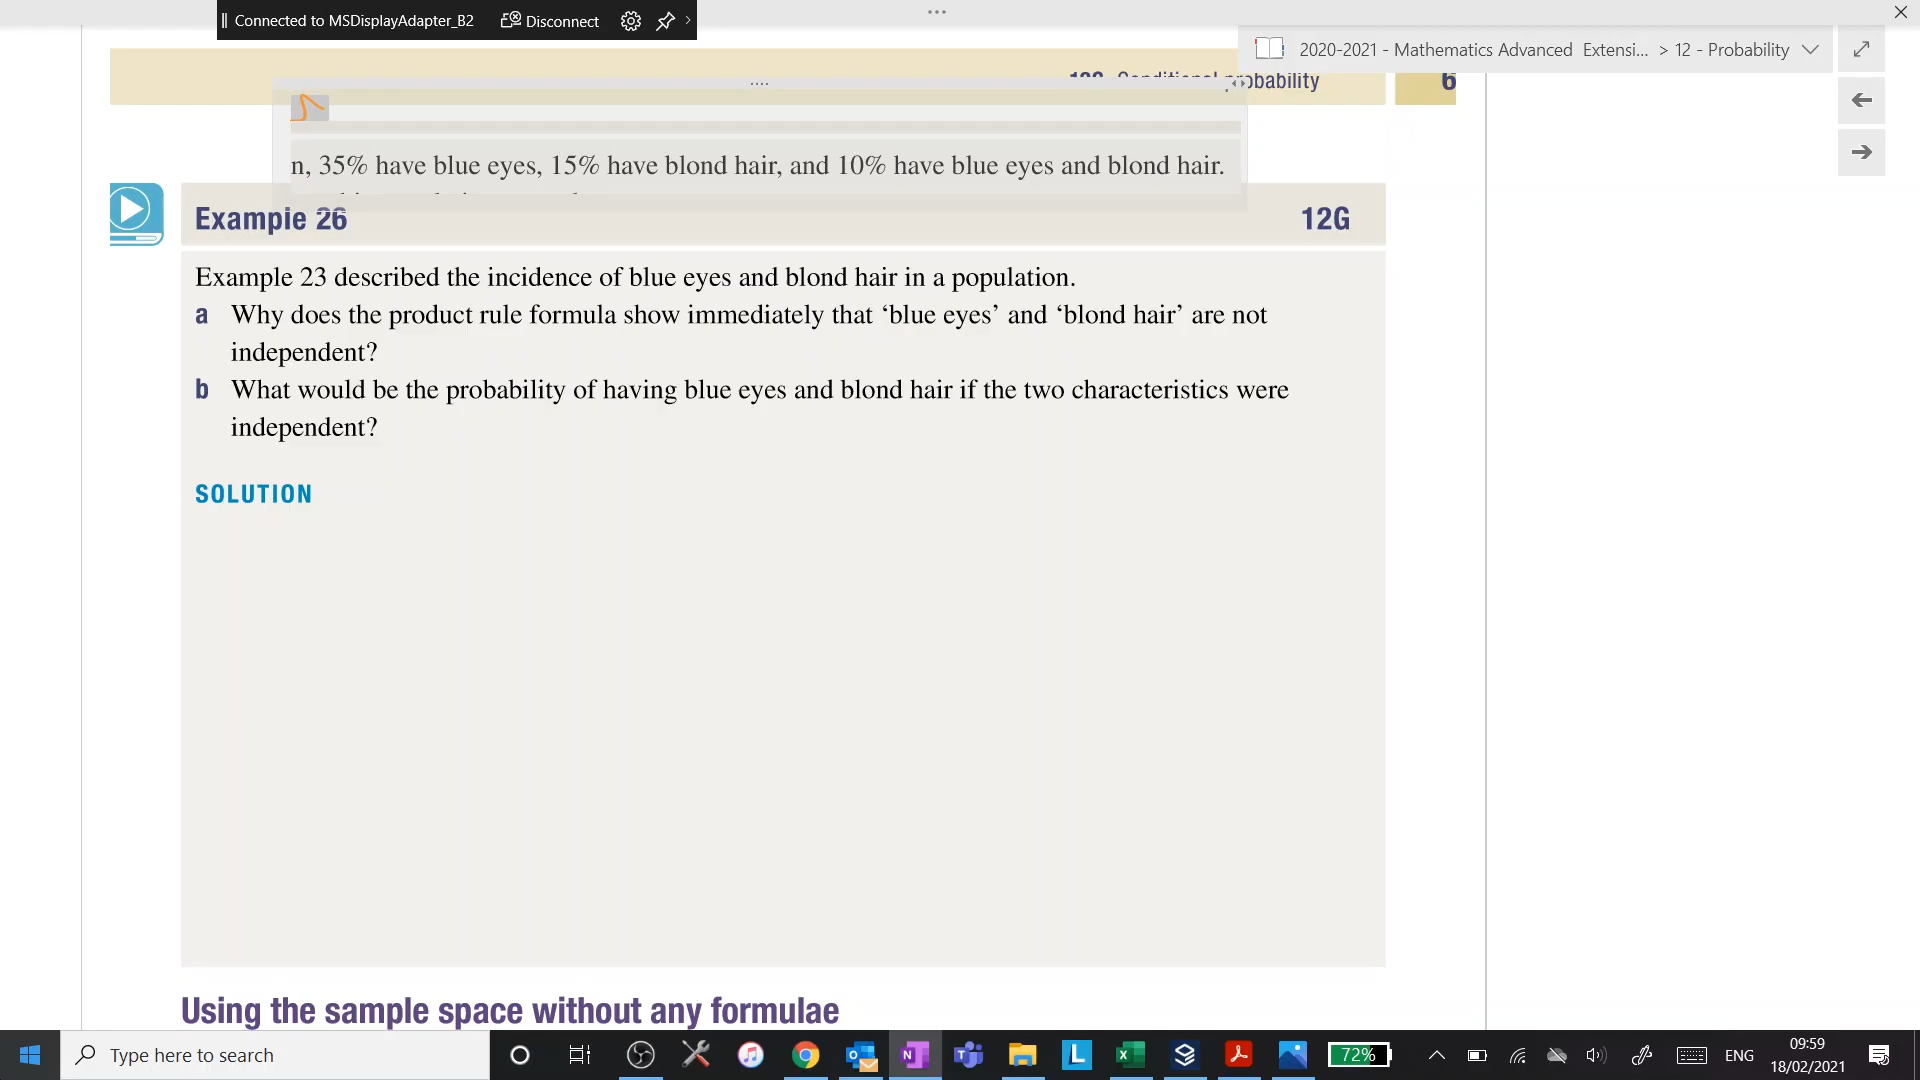 Connected to MSDisplayAdapter_B2 Disconnect
2020-2021 - Mathematics Advanced Extensi... > 12 - Probability
n, 35% have blue eyes, 15% have blond hair, and 10% have blue eyes and blond hair.
Example 26 12G
Example 23 described the incidence of blue eyes and blond hair in a population.
a Why does the product rule formula show immediately that ‘blue eyes’ and ‘blond hair’ are not
independent?
b What would be the probability of having blue eyes and blond hair if the two characteristics were
independent?
SOLUTION
Using the sample space without any formulae
Type here to search
72%
ENG
09:59
18/02/2021